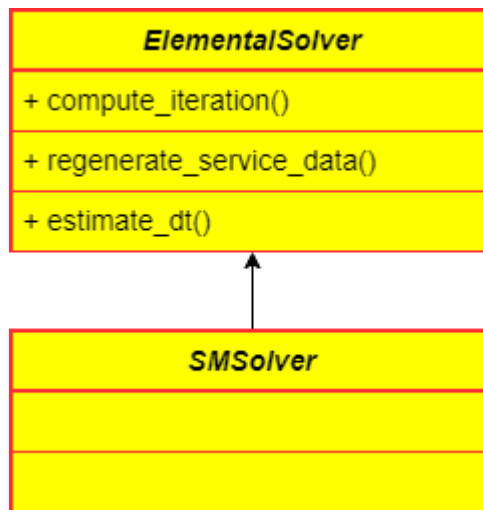 ElementalSolver
+ compute_iteration()
+ regenerate_service_data()
+ estimate_dt()
SMSolver